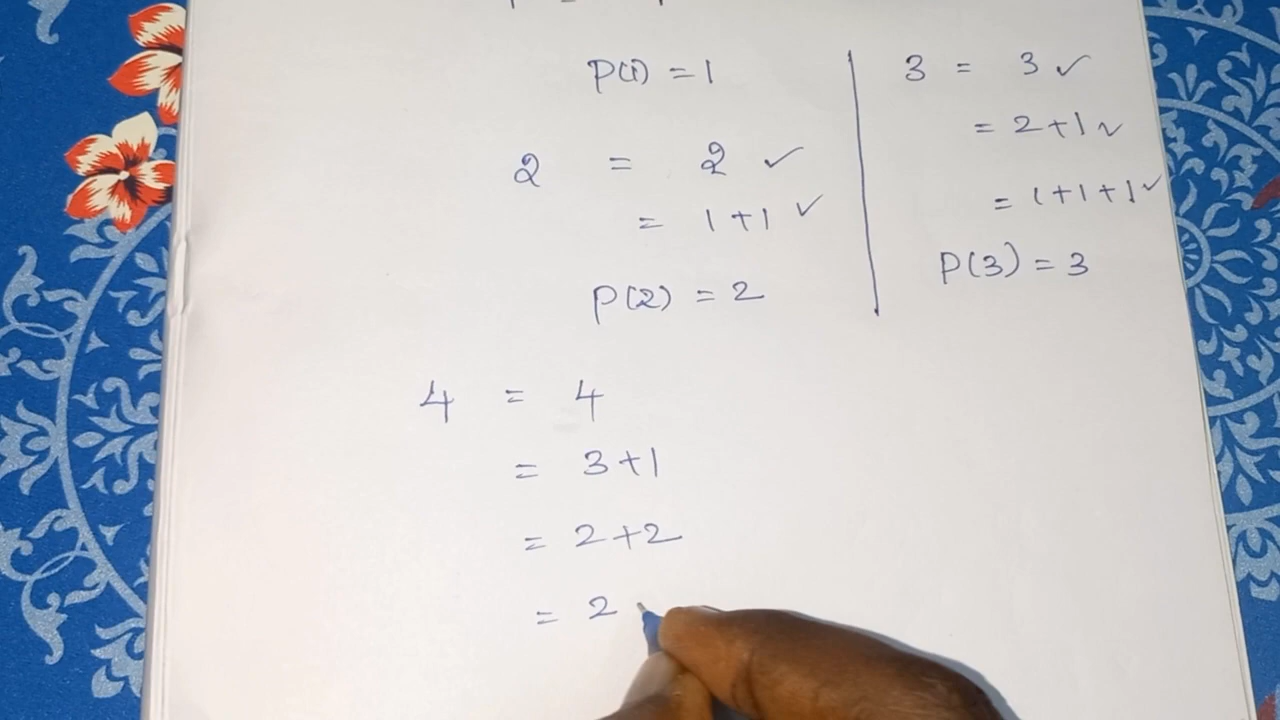 P(1) = 1
2 = 2 ✓
= 1+1 ✓
P(2) = 2
3 = 3 ✓
= 2+1 ✓
= 1+1+1 ✓
P(3) = 3
4 = 4
= 3+1
= 2+2
= 2